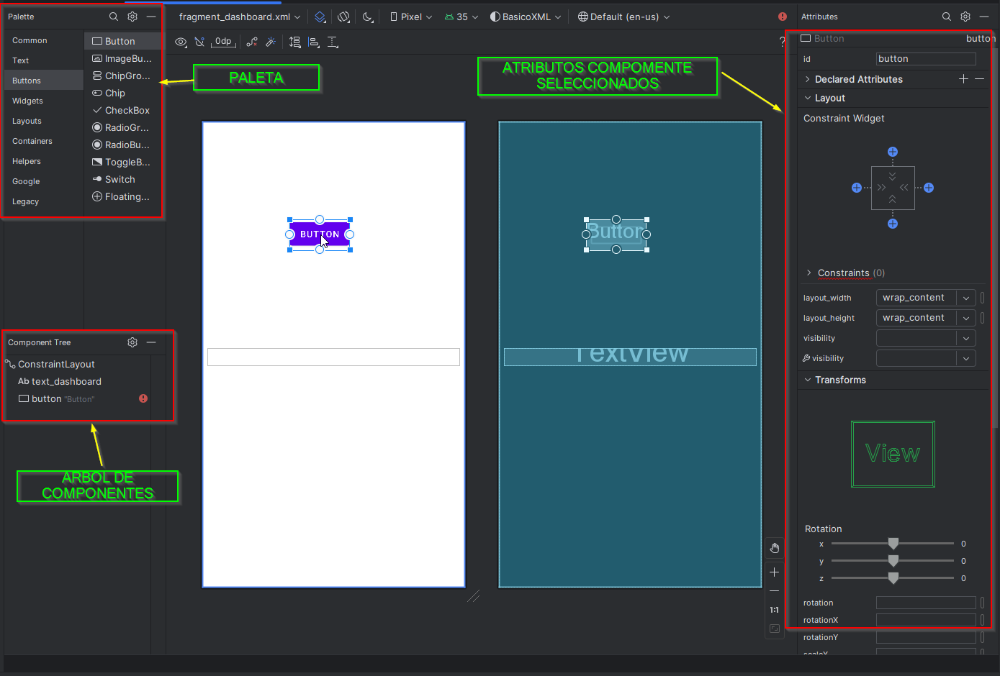 Palette
fragment_dashboard.xml
Pixel
35
BasicoXML
Default (en-us)
Attributes
Common
Text
Buttons
Widgets
Layouts
Containers
Helpers
Google
Legacy
Button
ImageBu...
ChipGro...
Chip
CheckBox
RadioGr...
RadioBu...
ToggleB...
Switch
Floating...
0dp
?
PALETA
ATRIBUTOS COMPOMENTE
SELECCIONADOS
BUTTON
Button
TextView
Component Tree
ConstraintLayout
Ab text_dashboard
button "Button"
ARBOL DE
COMPONENTES
1:1
Button
button
id
button
Declared Attributes
Layout
Constraint Widget
Constraints (0)
layout_width
wrap_content
layout_height
wrap_content
visibility
visibility
Transforms
View
Rotation
x
0
y
0
z
0
rotation
rotationX
rotationY
scaleX